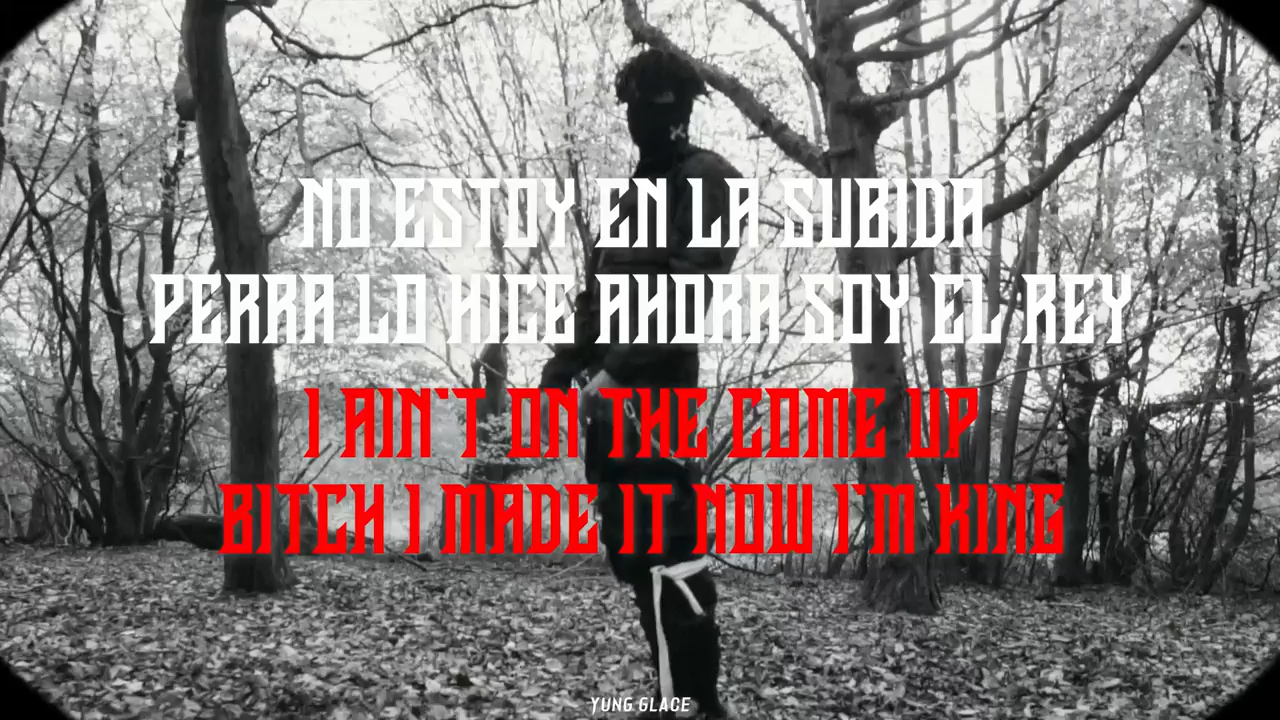 NO ESTOY EN LA SUBIDA
PERRA LO HICE AHORA SOY EL REY
I AIN'T ON THE COME UP
BITCH I MADE IT NOW I'M KING
YUNG GLACE